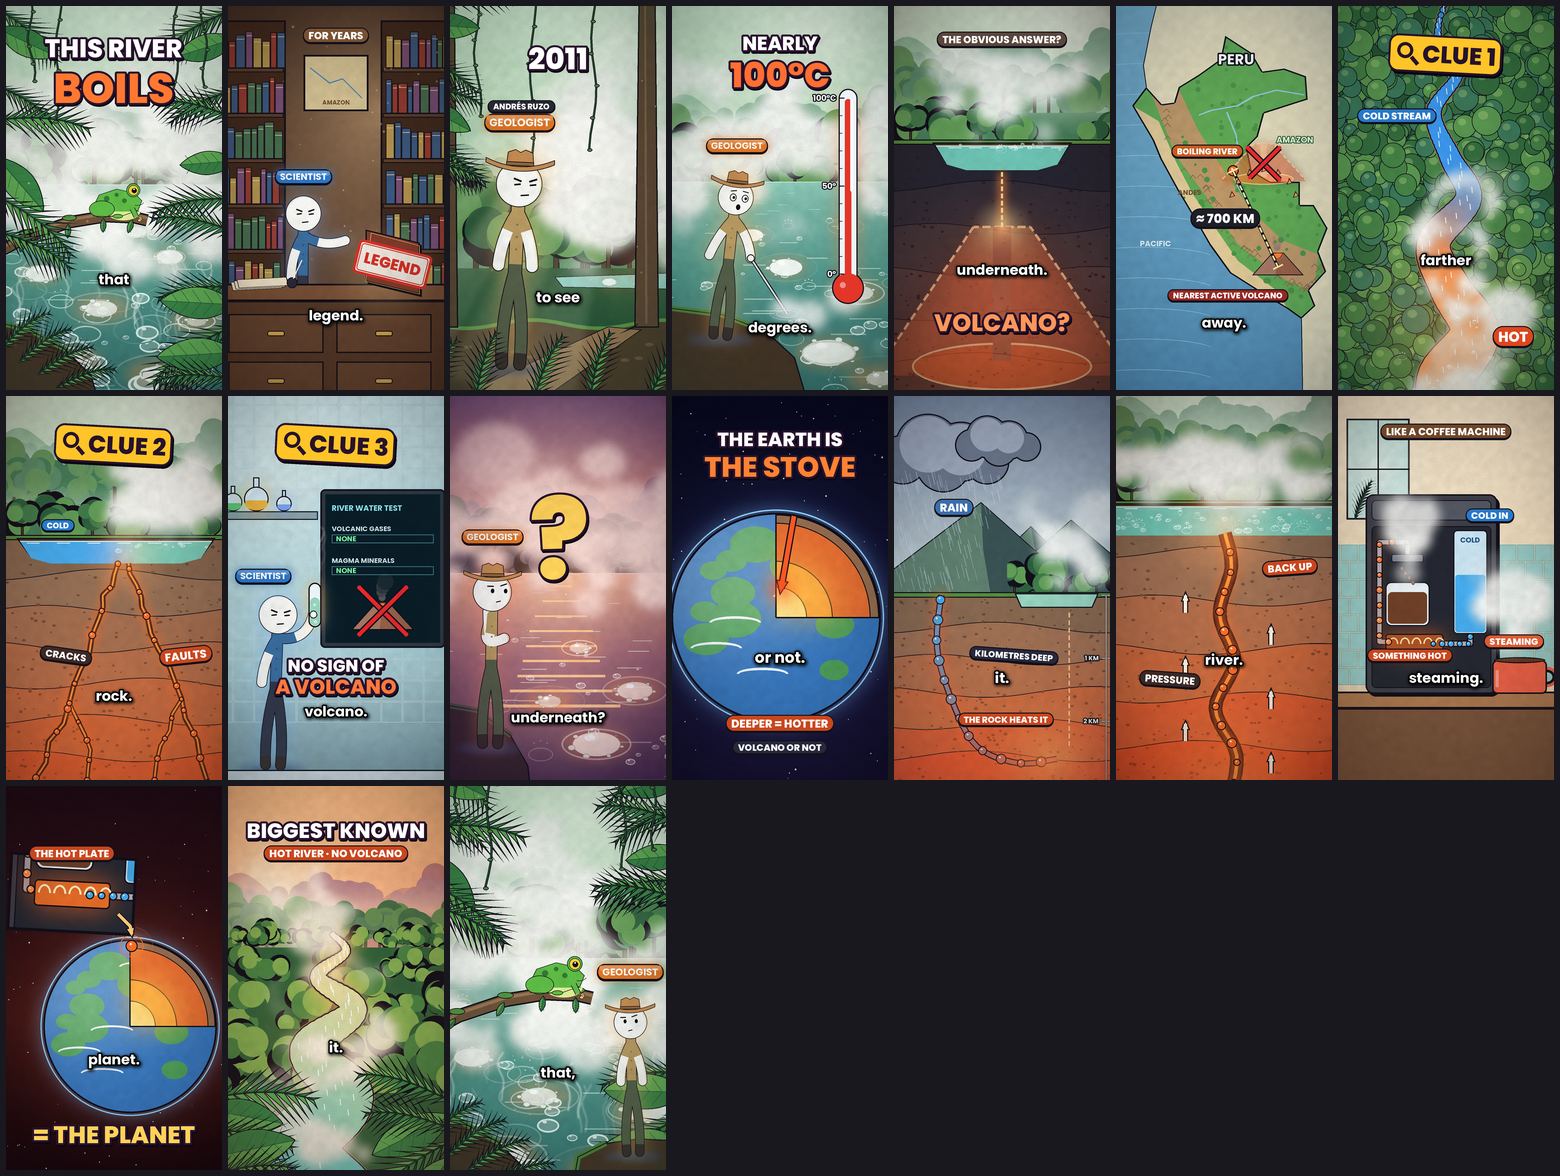 THIS RIVER
BOILS
that
FOR YEARS
AMAZON
SCIENTIST
LEGEND
legend.
2011
ANDRÉS RUZO
GEOLOGIST
to see
NEARLY
100°C
100°C
GEOLOGIST
50°
0°
degrees.
THE OBVIOUS ANSWER?
underneath.
VOLCANO?
PERU
AMAZON
BOILING RIVER
ANDES
≈ 700 KM
PACIFIC
NEAREST ACTIVE VOLCANO
away.
CLUE 1
COLD STREAM
farther
HOT
CLUE 2
COLD
CRACKS
FAULTS
rock.
CLUE 3
RIVER WATER TEST
VOLCANIC GASES
NONE
MAGMA MINERALS
NONE
SCIENTIST
NO SIGN OF
A VOLCANO
volcano.
?
GEOLOGIST
underneath?
THE EARTH IS
THE STOVE
or not.
DEEPER = HOTTER
VOLCANO OR NOT
RAIN
KILOMETRES DEEP
1 KM
it.
THE ROCK HEATS IT
2 KM
BACK UP
river.
PRESSURE
LIKE A COFFEE MACHINE
COLD IN
COLD
STEAMING
SOMETHING HOT
steaming.
THE HOT PLATE
planet.
= THE PLANET
BIGGEST KNOWN
HOT RIVER · NO VOLCANO
it.
GEOLOGIST
that,